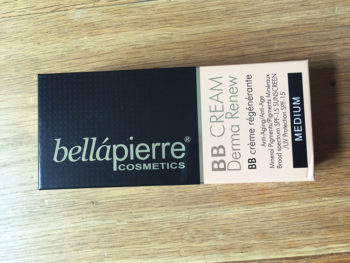 bellápierre®
COSMETICS
BB CREAM
Derma Renew
BB crème régénérante
Anti-Aging/Anti-Age
Mineral Pigments/Pigments Minéraux
Broad spectrum SPF-15 SUNSCREEN
/UV Protection SPF-15
MEDIUM